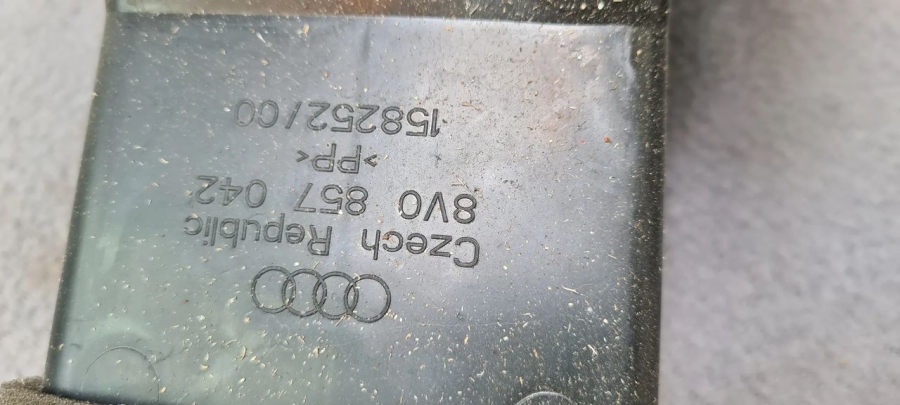 Czech Republic
8V0 857 042
>PP<
158252/00